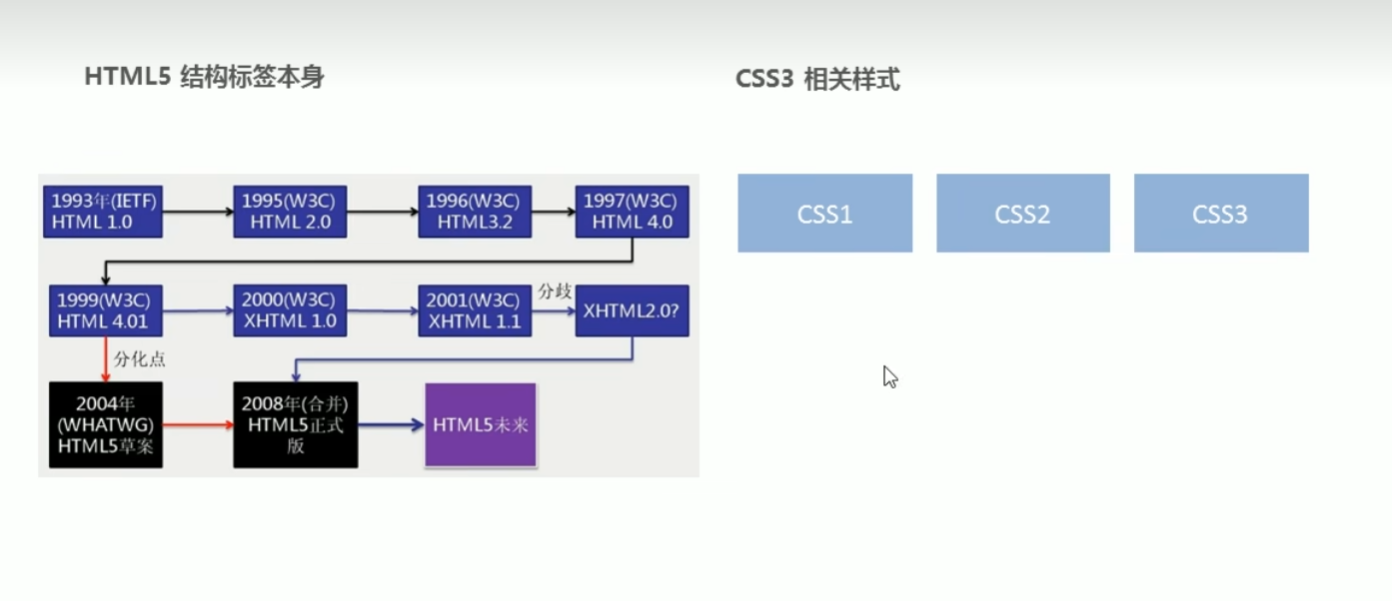 HTML5 结构标签本身
CSS3 相关样式
1993年(IETF)
HTML 1.0
1995(W3C)
HTML 2.0
1996(W3C)
HTML3.2
1997(W3C)
HTML 4.0
1999(W3C)
HTML 4.01
2000(W3C)
XHTML 1.0
2001(W3C)
XHTML 1.1
分歧
XHTML2.0?
分化点
2004年
(WHATWG)
HTML5草案
2008年(合并)
HTML5正式
版
HTML5未来
CSS1
CSS2
CSS3